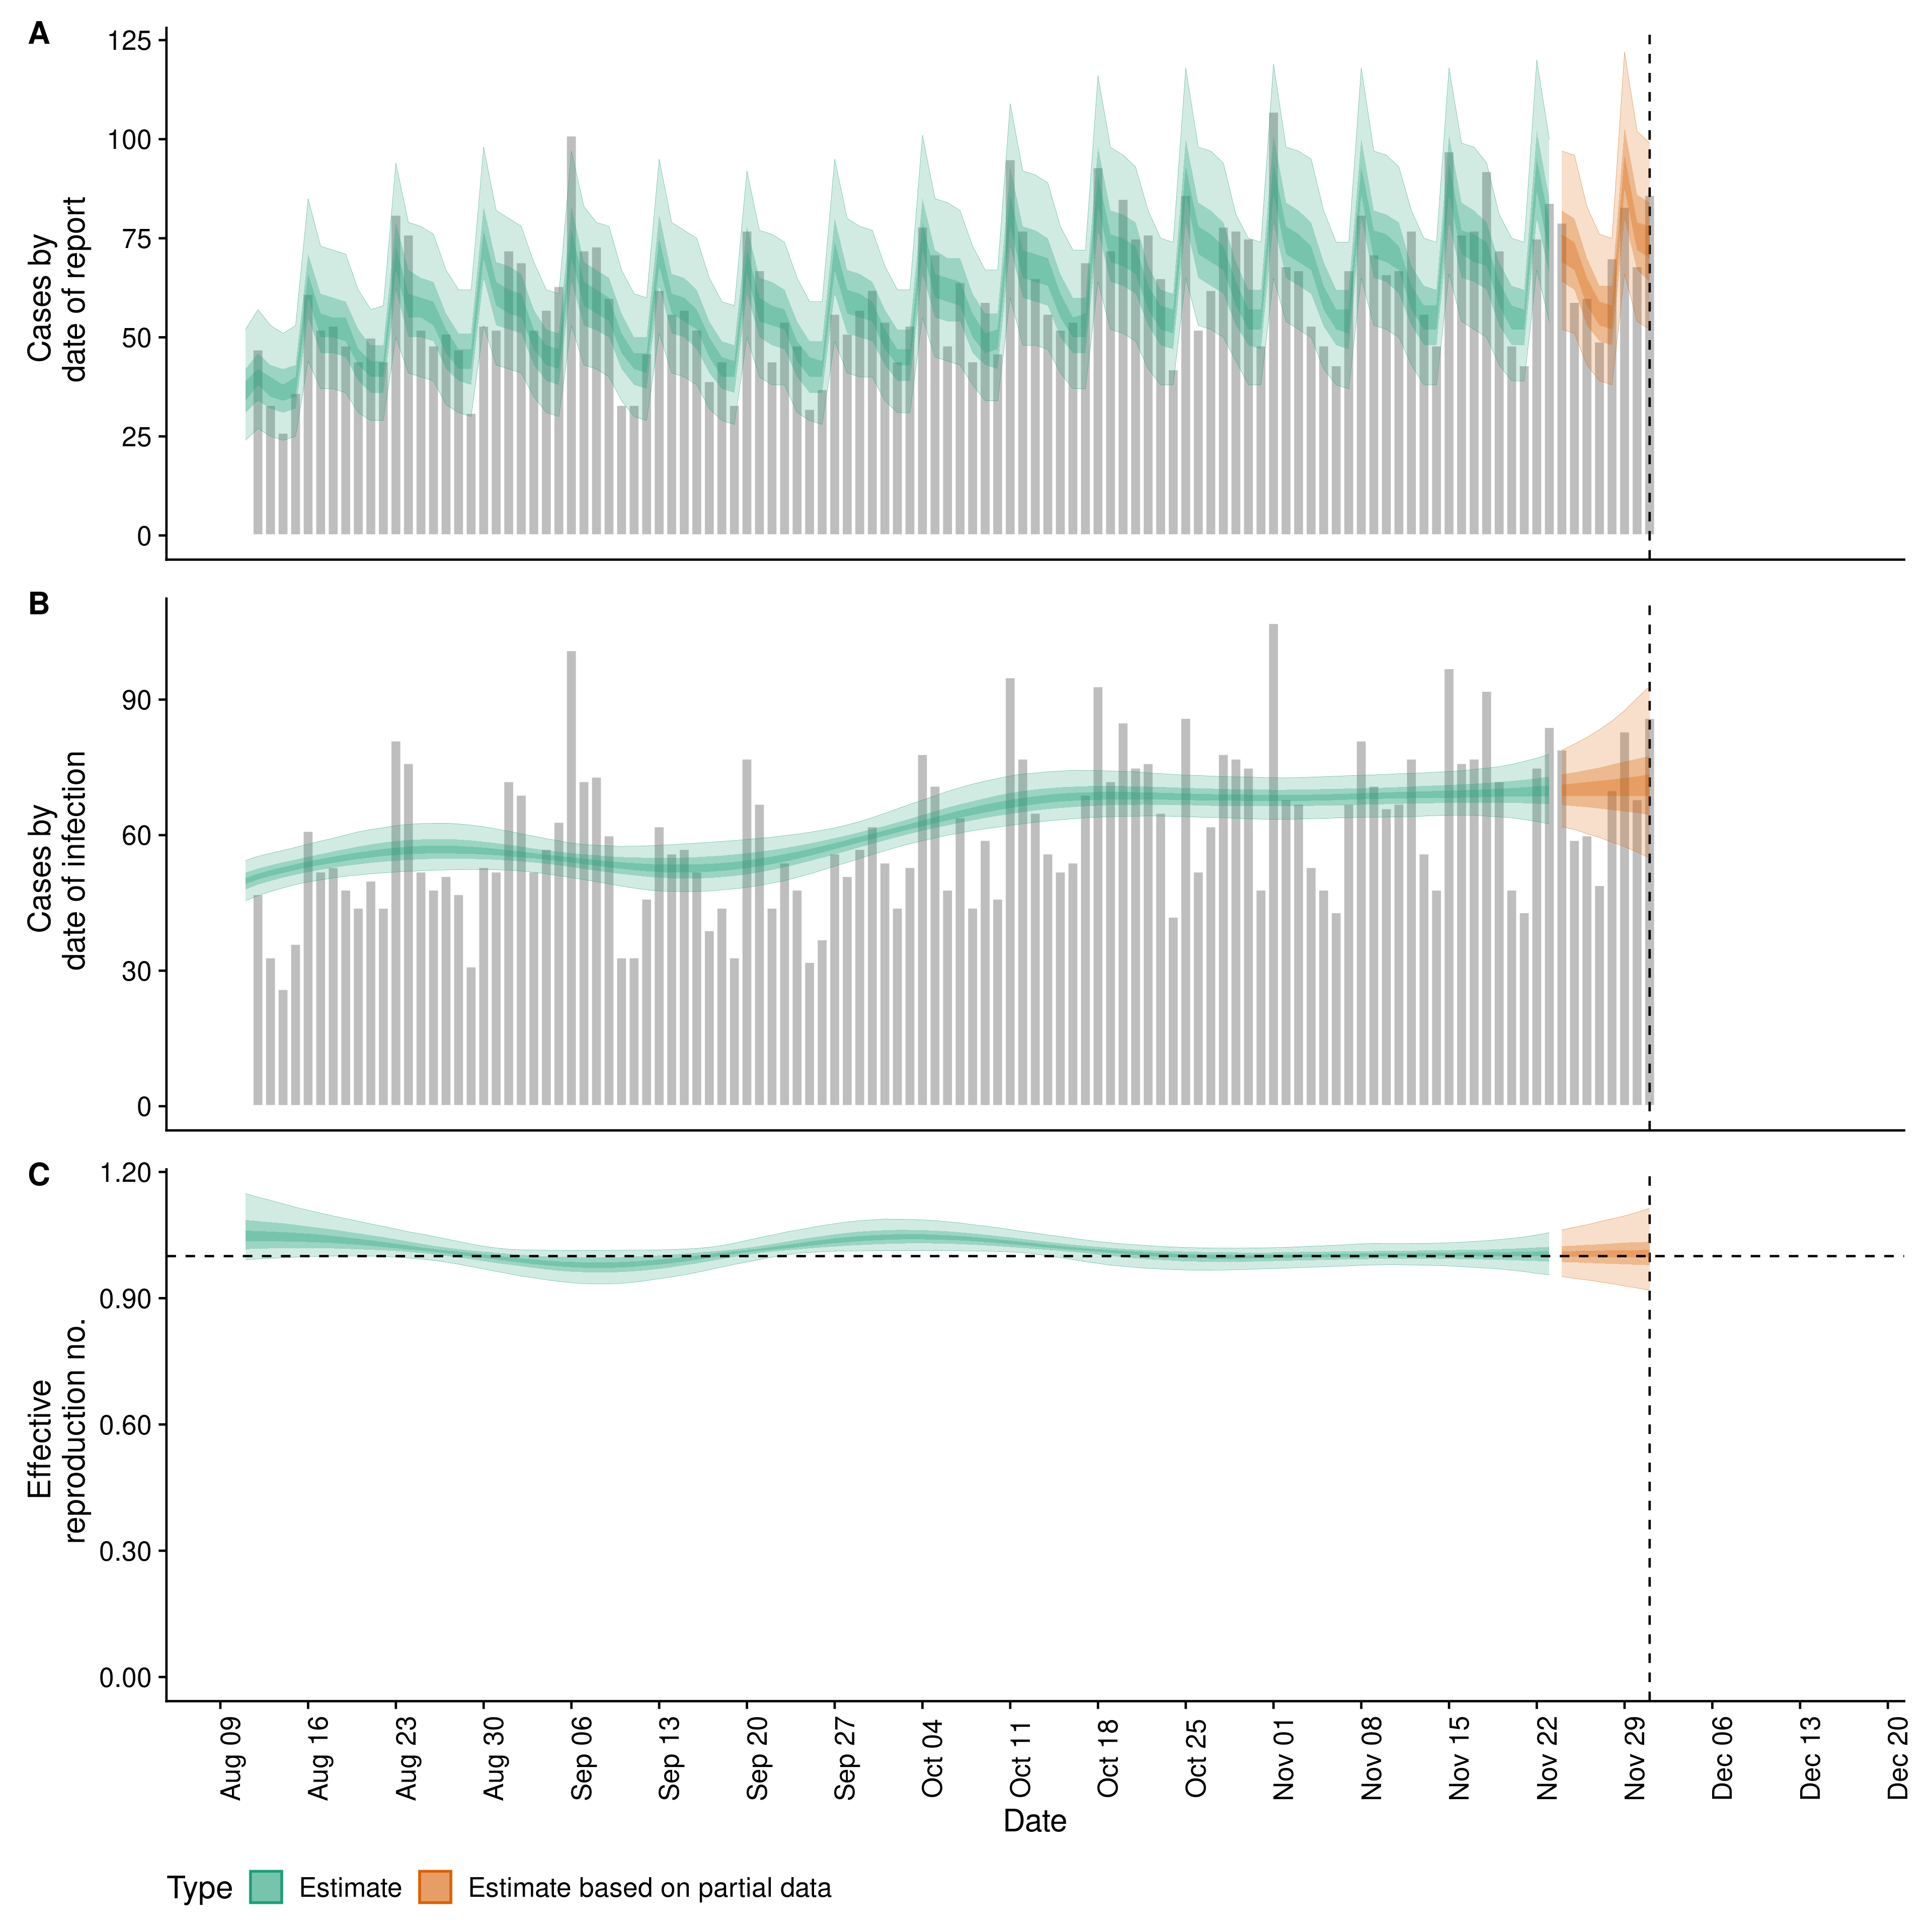 A
125
100
75
50
25
0
Cases by
date of report
B
90
60
30
0
Cases by
date of infection
C
1.20
0.90
0.60
0.30
0.00
Effective
reproduction no.
Aug 09
Aug 16
Aug 23
Aug 30
Sep 06
Sep 13
Sep 20
Sep 27
Oct 04
Oct 11
Oct 18
Oct 25
Nov 01
Nov 08
Nov 15
Nov 22
Nov 29
Dec 06
Dec 13
Dec 20
Date
Type Estimate Estimate based on partial data